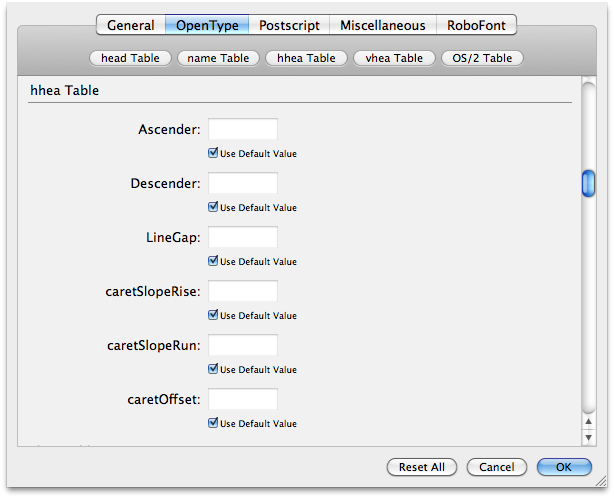 General OpenType Postscript Miscellaneous RoboFont
head Table name Table hhea Table vhea Table OS/2 Table
hhea Table
Ascender:
Use Default Value
Descender:
Use Default Value
LineGap:
Use Default Value
caretSlopeRise:
Use Default Value
caretSlopeRun:
Use Default Value
caretOffset:
Use Default Value
Reset All Cancel OK